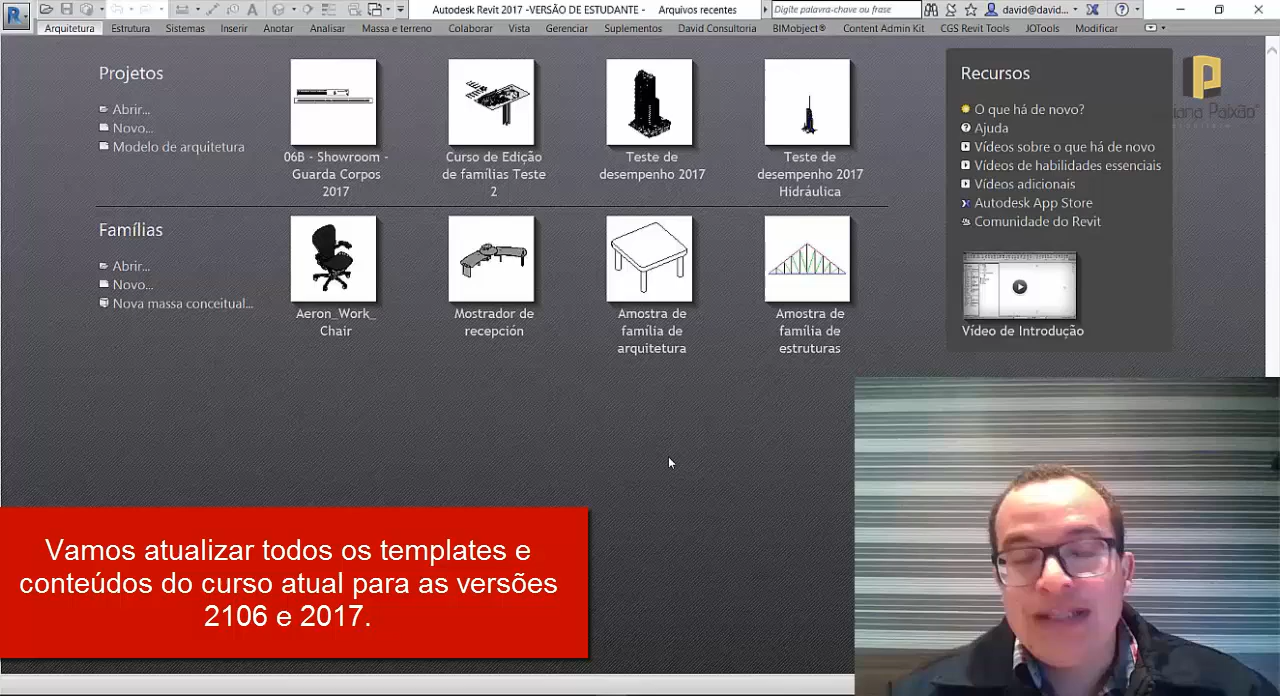 Autodesk Revit 2017 -VERSÃO DE ESTUDANTE - Arquivos recentes
Digite palavra-chave ou frase
david@david...
Arquitetura Estrutura Sistemas Inserir Anotar Analisar Massa e terreno Colaborar Vista Gerenciar Suplementos David Consultoria BIMobject® Content Admin Kit CGS Revit Tools JOTools Modificar
Projetos
Abrir...
Novo...
Modelo de arquitetura
06B - Showroom -
Guarda Corpos
2017
Curso de Edição
de famílias Teste
2
Teste de
desempenho 2017
Teste de
desempenho 2017
Hidráulica
Famílias
Abrir...
Novo...
Nova massa conceitual...
Aeron_Work_
Chair
Mostrador de
recepción
Amostra de
família de
arquitetura
Amostra de
família de
estruturas
Recursos
O que há de novo?
Ajuda
Vídeos sobre o que há de novo
Vídeos de habilidades essenciais
Vídeos adicionais
Autodesk App Store
Comunidade do Revit
Vídeo de Introdução
Paixão
Vamos atualizar todos os templates e
conteúdos do curso atual para as versões
2106 e 2017.